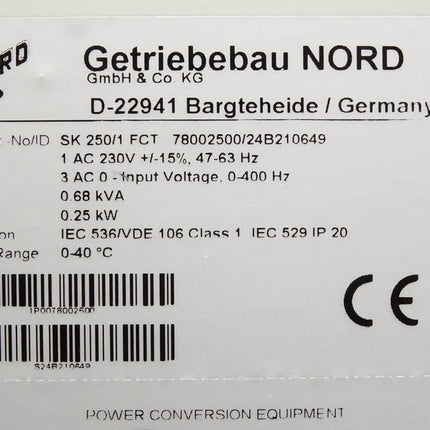 Getriebebau NORD
GmbH & Co. KG
D-22941 Bargteheide / Germany
-No/ID SK 250/1 FCT 78002500/24B210649
1 AC 230V +/-15%, 47-63 Hz
3 AC 0 - Input Voltage, 0-400 Hz
0.68 kVA
0.25 kW
on IEC 536/VDE 106 Class 1 IEC 529 IP 20
Range 0-40 °C
CE
1P0078002500
S24B210649
POWER CONVERSION EQUIPMENT